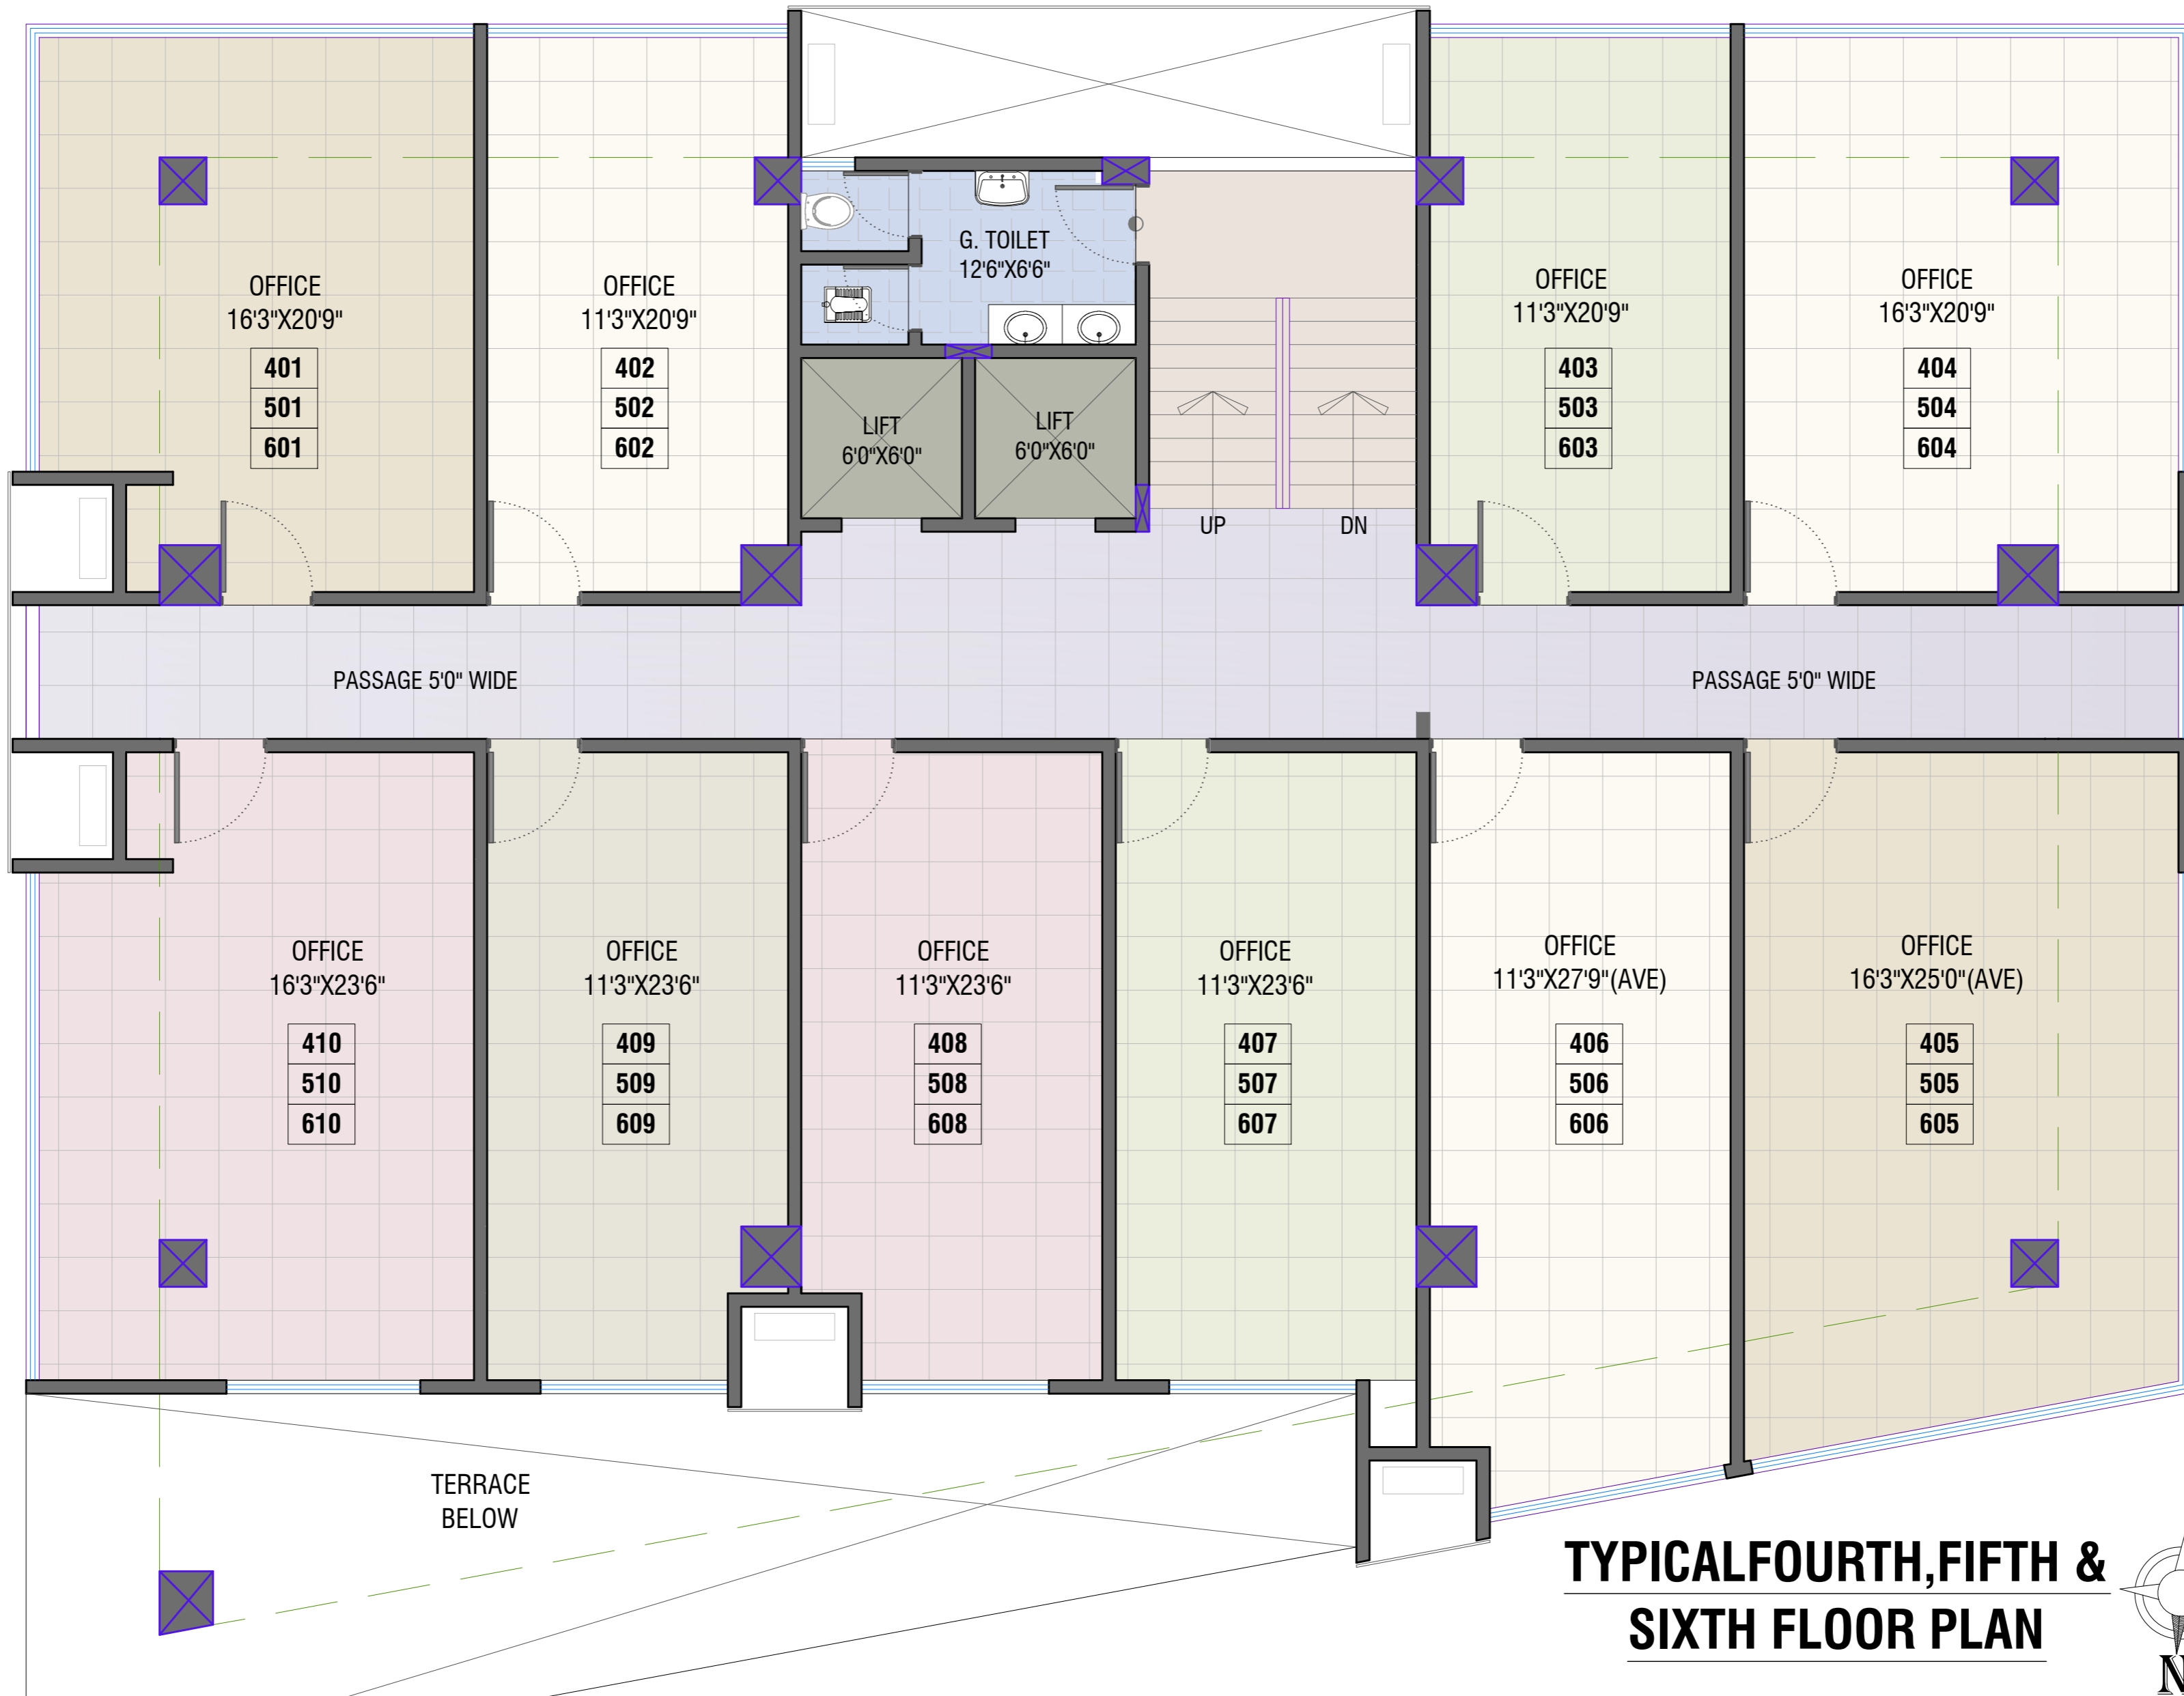 OFFICE
16'3"X20'9"
401
501
601
OFFICE
11'3"X20'9"
402
502
602
G. TOILET
12'6"X6'6"
LIFT
6'0"X6'0"
LIFT
6'0"X6'0"
UP
DN
OFFICE
11'3"X20'9"
403
503
603
OFFICE
16'3"X20'9"
404
504
604
PASSAGE 5'0" WIDE
PASSAGE 5'0" WIDE
OFFICE
16'3"X23'6"
410
510
610
OFFICE
11'3"X23'6"
409
509
609
OFFICE
11'3"X23'6"
408
508
608
OFFICE
11'3"X23'6"
407
507
607
OFFICE
11'3"X27'9"(AVE)
406
506
606
OFFICE
16'3"X25'0"(AVE)
405
505
605
TERRACE
BELOW
TYPICALFOURTH,FIFTH &
SIXTH FLOOR PLAN
N